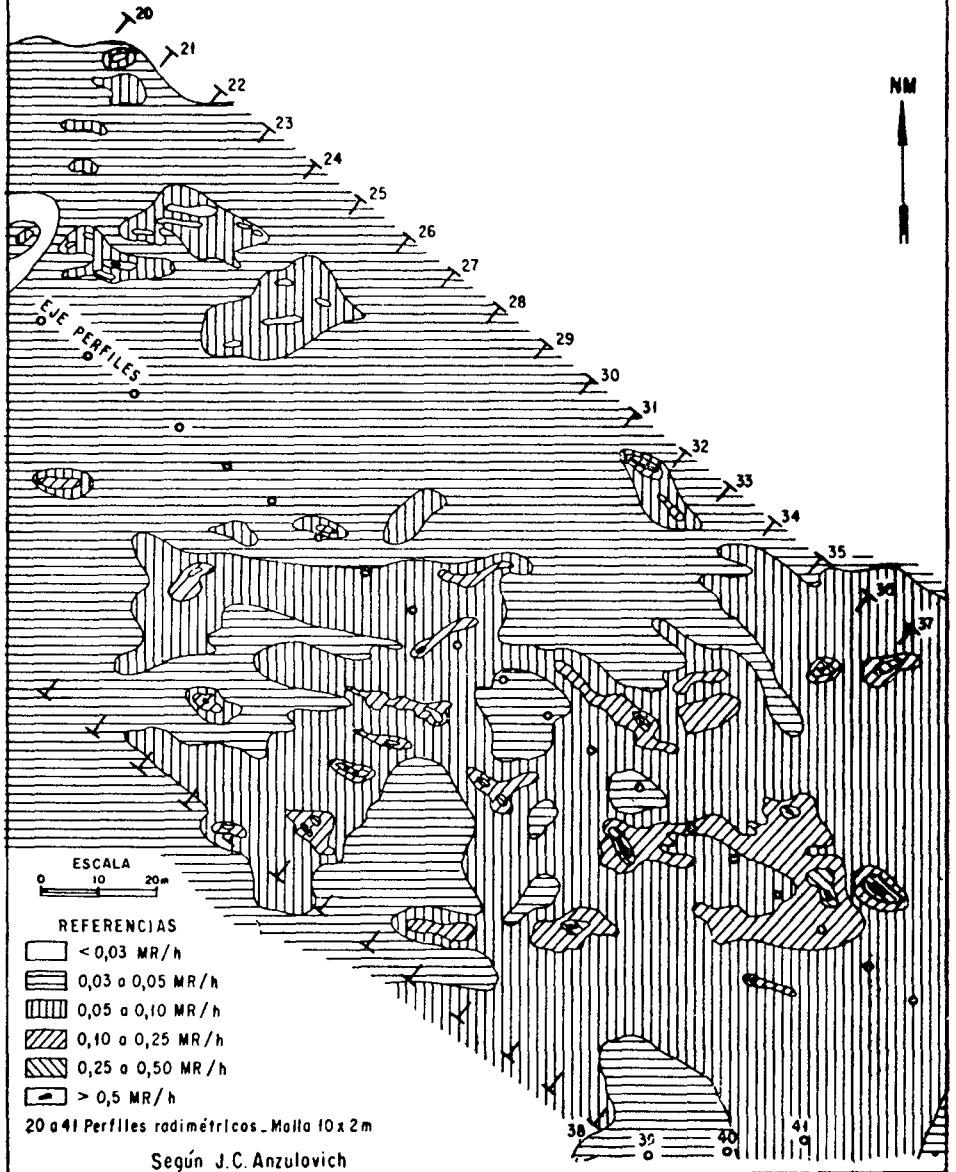 20
21
22
NM
23
24
25
26
27
28
EJE PERFILES
29
30
31
32
33
34
35
36
37
ESCALA
0 10 20m
REFERENCIAS
< 0,03 MR/h
0,03 a 0,05 MR/h
0,05 a 0,10 MR/h
0,10 a 0,25 MR/h
0,25 a 0,50 MR/h
> 0,5 MR/h
20 a 41 Perfiles radimétricos _ Malla 10 x 2m
38 39 40 41
Según J.C. Anzulovich